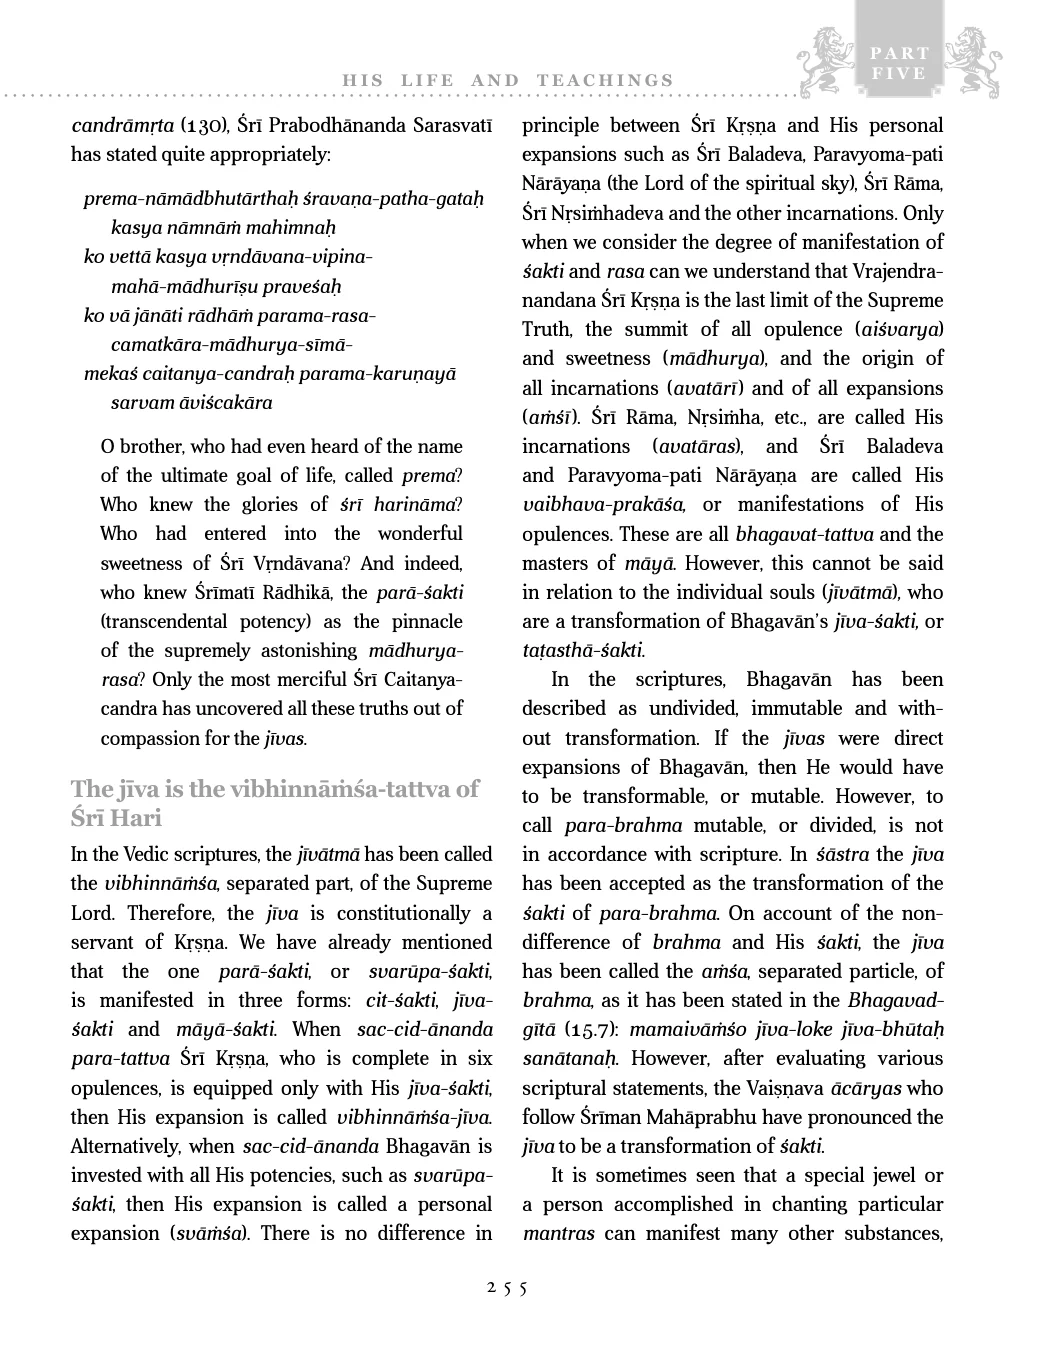 HIS LIFE AND TEACHINGS
PART
FIVE
candrāmṛta (130), Śrī Prabodhānanda Sarasvatī
has stated quite appropriately:
prema-nāmādbhutārthaḥ śravaṇa-patha-gataḥ
kasya nāmnāṁ mahimnaḥ
ko vettā kasya vṛndāvana-vipina-
mahā-mādhurīṣu praveśaḥ
ko vā jānāti rādhāṁ parama-rasa-
camatkāra-mādhurya-sīmā-
mekaś caitanya-candraḥ parama-karuṇayā
sarvam āviścakāra
O brother, who had even heard of the name
of the ultimate goal of life, called prema?
Who knew the glories of śrī harināma?
Who had entered into the wonderful
sweetness of Śrī Vṛndāvana? And indeed,
who knew Śrīmatī Rādhikā, the parā-śakti
(transcendental potency) as the pinnacle
of the supremely astonishing mādhurya-
rasa? Only the most merciful Śrī Caitanya-
candra has uncovered all these truths out of
compassion for the jīvas.
The jīva is the vibhinnāṁśa-tattva of
Śrī Hari
In the Vedic scriptures, the jīvātmā has been called
the vibhinnāṁśa, separated part, of the Supreme
Lord. Therefore, the jīva is constitutionally a
servant of Kṛṣṇa. We have already mentioned
that the one parā-śakti, or svarūpa-śakti,
is manifested in three forms: cit-śakti, jīva-
śakti and māyā-śakti. When sac-cid-ānanda
para-tattva Śrī Kṛṣṇa, who is complete in six
opulences, is equipped only with His jīva-śakti,
then His expansion is called vibhinnāṁśa-jīva.
Alternatively, when sac-cid-ānanda Bhagavān is
invested with all His potencies, such as svarūpa-
śakti, then His expansion is called a personal
expansion (svāṁśa). There is no difference in
principle between Śrī Kṛṣṇa and His personal
expansions such as Śrī Baladeva, Paravyoma-pati
Nārāyaṇa (the Lord of the spiritual sky), Śrī Rāma,
Śrī Nṛsiṁhadeva and the other incarnations. Only
when we consider the degree of manifestation of
śakti and rasa can we understand that Vrajendra-
nandana Śrī Kṛṣṇa is the last limit of the Supreme
Truth, the summit of all opulence (aiśvarya)
and sweetness (mādhurya), and the origin of
all incarnations (avatārī) and of all expansions
(aṁśī). Śrī Rāma, Nṛsiṁha, etc., are called His
incarnations (avatāras), and Śrī Baladeva
and Paravyoma-pati Nārāyaṇa are called His
vaibhava-prakāśa, or manifestations of His
opulences. These are all bhagavat-tattva and the
masters of māyā. However, this cannot be said
in relation to the individual souls (jīvātmā), who
are a transformation of Bhagavān's jīva-śakti, or
taṭasthā-śakti.
In the scriptures, Bhagavān has been
described as undivided, immutable and with-
out transformation. If the jīvas were direct
expansions of Bhagavān, then He would have
to be transformable, or mutable. However, to
call para-brahma mutable, or divided, is not
in accordance with scripture. In śāstra the jīva
has been accepted as the transformation of the
śakti of para-brahma. On account of the non-
difference of brahma and His śakti, the jīva
has been called the aṁśa, separated particle, of
brahma, as it has been stated in the Bhagavad-
gītā (15.7): mamaivāṁśo jīva-loke jīva-bhūtaḥ
sanātanaḥ. However, after evaluating various
scriptural statements, the Vaiṣṇava ācāryas who
follow Śrīman Mahāprabhu have pronounced the
jīva to be a transformation of śakti.
It is sometimes seen that a special jewel or
a person accomplished in chanting particular
mantras can manifest many other substances,
255